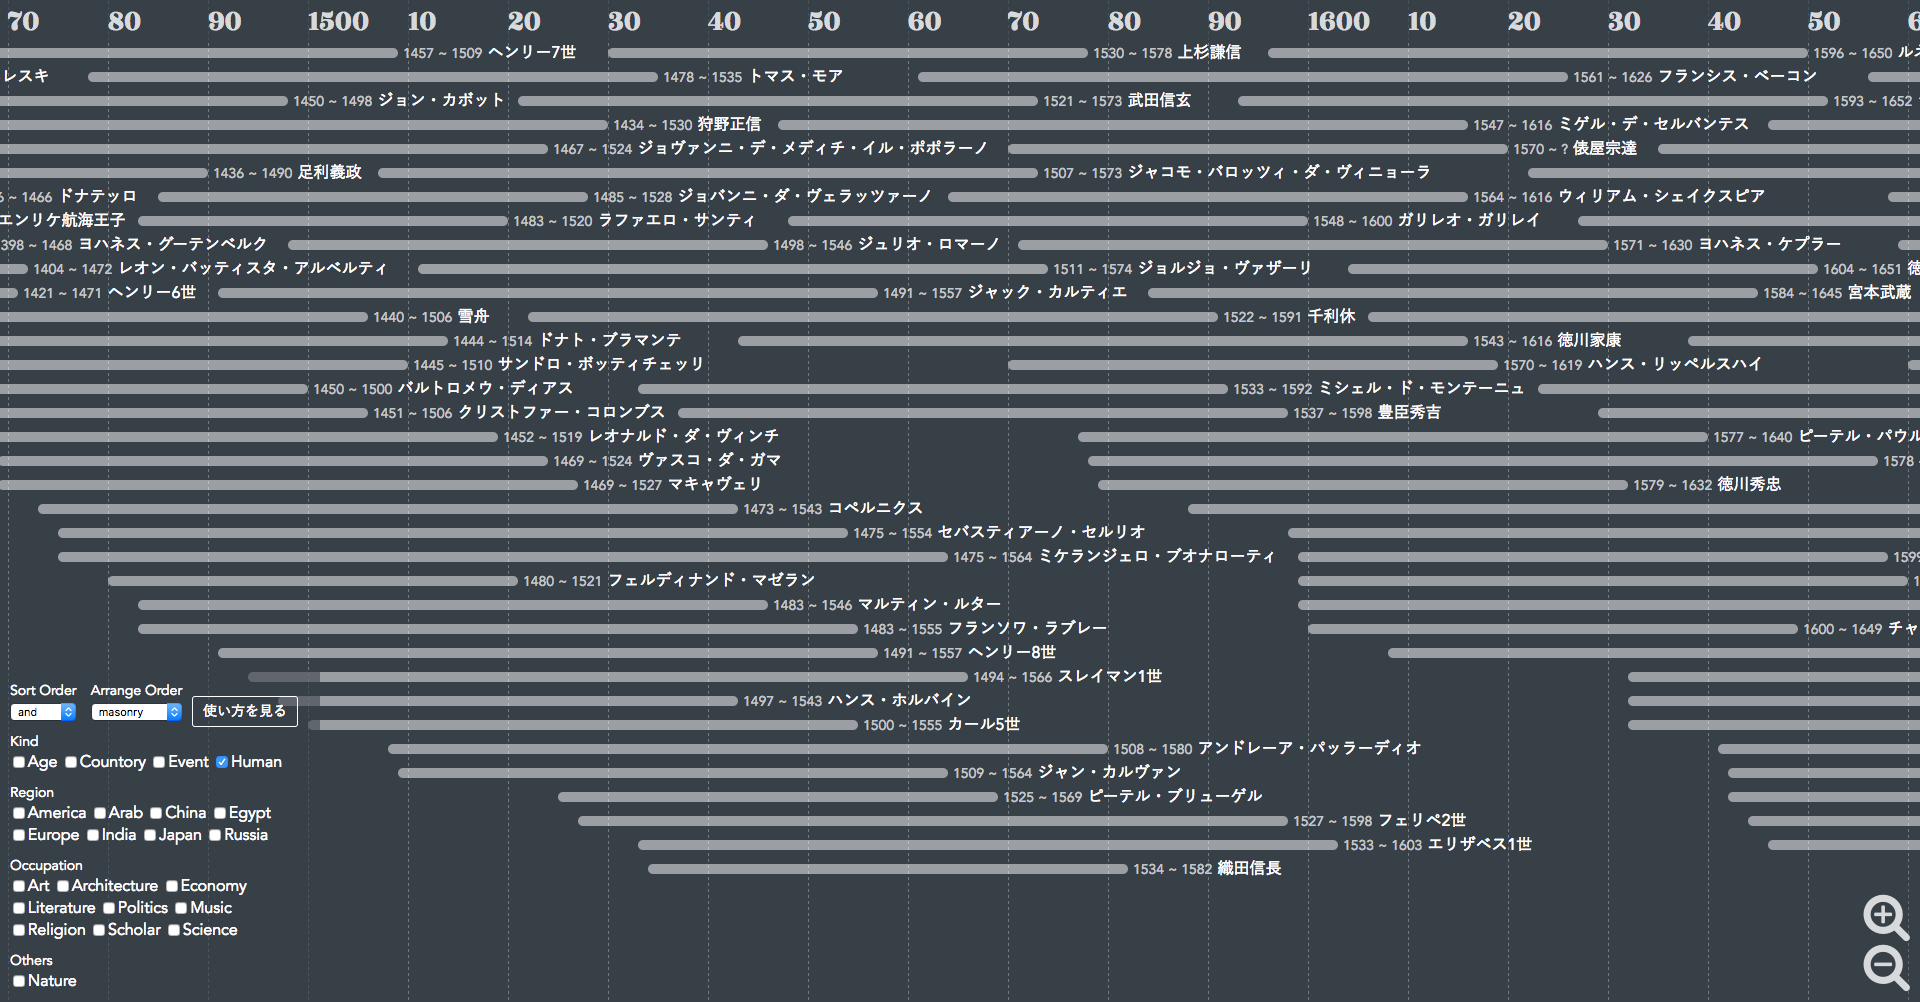 70 80 90 1500 10 20 30 40 50 60 70 80 90 1600 10 20 30 40 50 6
1457 ~ 1509 ヘンリー7世 1530 ~ 1578 上杉謙信 1596 ~ 1650 ルネ
レスキ 1478 ~ 1535 トマス・モア 1561 ~ 1626 フランシス・ベーコン
1450 ~ 1498 ジョン・カボット 1521 ~ 1573 武田信玄 1593 ~ 1652
1434 ~ 1530 狩野正信 1547 ~ 1616 ミゲル・デ・セルバンテス
1467 ~ 1524 ジョヴァンニ・デ・メディチ・イル・ポポラーノ 1570 ~ ? 俵屋宗達
1436 ~ 1490 足利義政 1507 ~ 1573 ジャコモ・バロッツィ・ダ・ヴィニョーラ
6 ~ 1466 ドナテッロ 1485 ~ 1528 ジョバンニ・ダ・ヴェラッツァーノ 1564 ~ 1616 ウィリアム・シェイクスピア
エンリケ航海王子 1483 ~ 1520 ラファエロ・サンティ 1548 ~ 1600 ガリレオ・ガリレイ
398 ~ 1468 ヨハネス・グーテンベルク 1498 ~ 1546 ジュリオ・ロマーノ 1571 ~ 1630 ヨハネス・ケプラー
1404 ~ 1472 レオン・バッティスタ・アルベルティ 1511 ~ 1574 ジョルジョ・ヴァザーリ 1604 ~ 1651 徳
1421 ~ 1471 ヘンリー6世 1491 ~ 1557 ジャック・カルティエ 1584 ~ 1645 宮本武蔵
1440 ~ 1506 雪舟 1522 ~ 1591 千利休
1444 ~ 1514 ドナト・ブラマンテ 1543 ~ 1616 徳川家康
1445 ~ 1510 サンドロ・ボッティチェッリ 1570 ~ 1619 ハンス・リッペルスハイ
1450 ~ 1500 バルトロメウ・ディアス 1533 ~ 1592 ミシェル・ド・モンテーニュ
1451 ~ 1506 クリストファー・コロンブス 1537 ~ 1598 豊臣秀吉
1452 ~ 1519 レオナルド・ダ・ヴィンチ 1577 ~ 1640 ピーテル・パウル
1469 ~ 1524 ヴァスコ・ダ・ガマ 1578 ~
1469 ~ 1527 マキャヴェリ 1579 ~ 1632 徳川秀忠
1473 ~ 1543 コペルニクス
1475 ~ 1554 セバスティアーノ・セルリオ
1475 ~ 1564 ミケランジェロ・ブオナローティ 1599
1480 ~ 1521 フェルディナンド・マゼラン 1
1483 ~ 1546 マルティン・ルター
1483 ~ 1555 フランソワ・ラブレー 1600 ~ 1649 チャ
1491 ~ 1557 ヘンリー8世
1494 ~ 1566 スレイマン1世
1497 ~ 1543 ハンス・ホルバイン
1500 ~ 1555 カール5世
1508 ~ 1580 アンドレーア・パッラーディオ
1509 ~ 1564 ジャン・カルヴァン
1525 ~ 1569 ピーテル・ブリューゲル
1527 ~ 1598 フェリペ2世
1533 ~ 1603 エリザベス1世
1534 ~ 1582 織田信長
Sort Order Arrange Order
and masonry 使い方を見る
Kind
Age Countory Event Human
Region
America Arab China Egypt
Europe India Japan Russia
Occupation
Art Architecture Economy
Literature Politics Music
Religion Scholar Science
Others
Nature